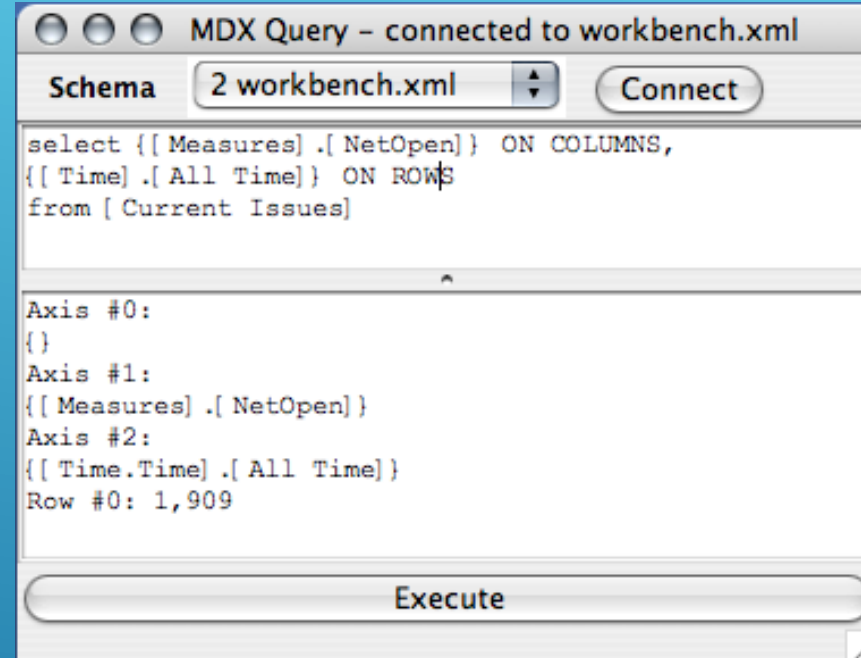 MDX Query – connected to workbench.xml
Schema 2 workbench.xml Connect
select {[Measures].[NetOpen]} ON COLUMNS,
{[Time].[All Time]} ON ROWS
from [Current Issues]
Axis #0:
{}
Axis #1:
{[Measures].[NetOpen]}
Axis #2:
{[Time.Time].[All Time]}
Row #0: 1,909
Execute